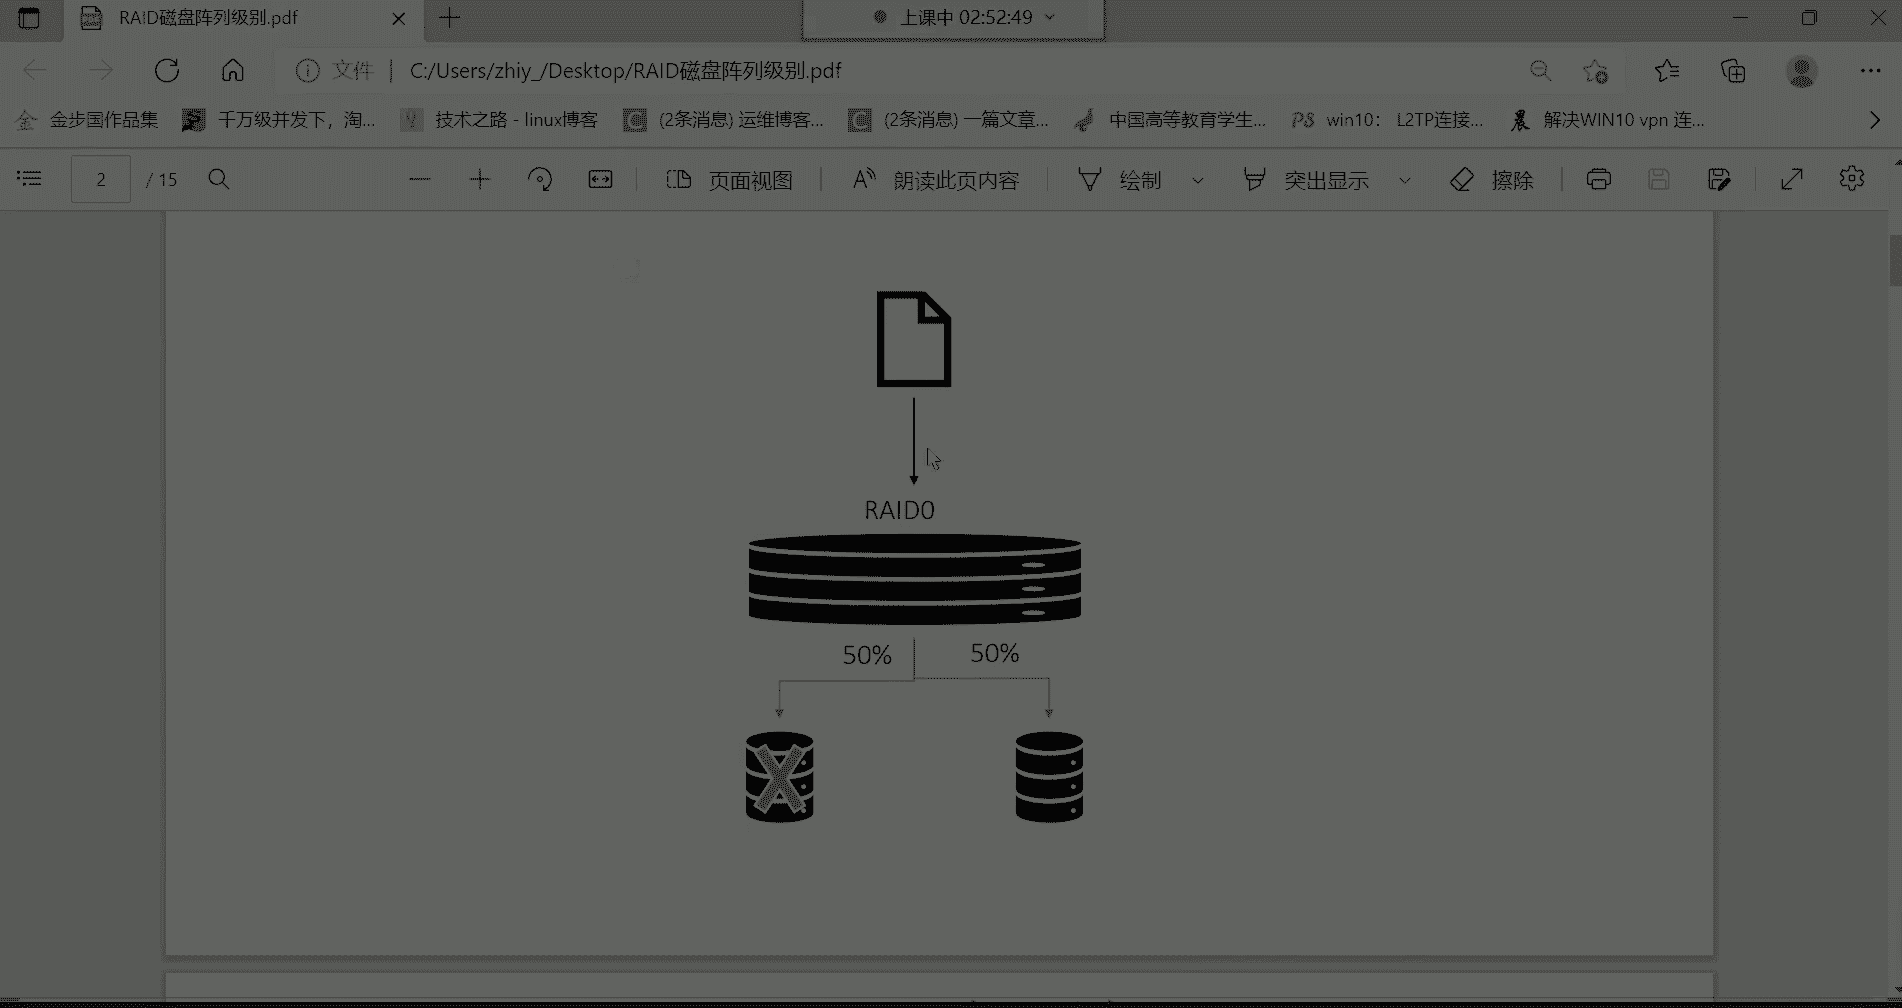 RAID磁盘阵列级别.pdf
上课中 02:52:49
文件 C:/Users/zhiy_/Desktop/RAID磁盘阵列级别.pdf
金步国作品集 千万级并发下，淘... 技术之路 - linux博客 (2条消息) 运维博客... (2条消息) 一篇文章... 中国高等教育学生... PS win10： L2TP连接... 解决WIN10 vpn 连...
2 / 15 页面视图 朗读此页内容 绘制 突出显示 擦除
RAID0
50% 50%